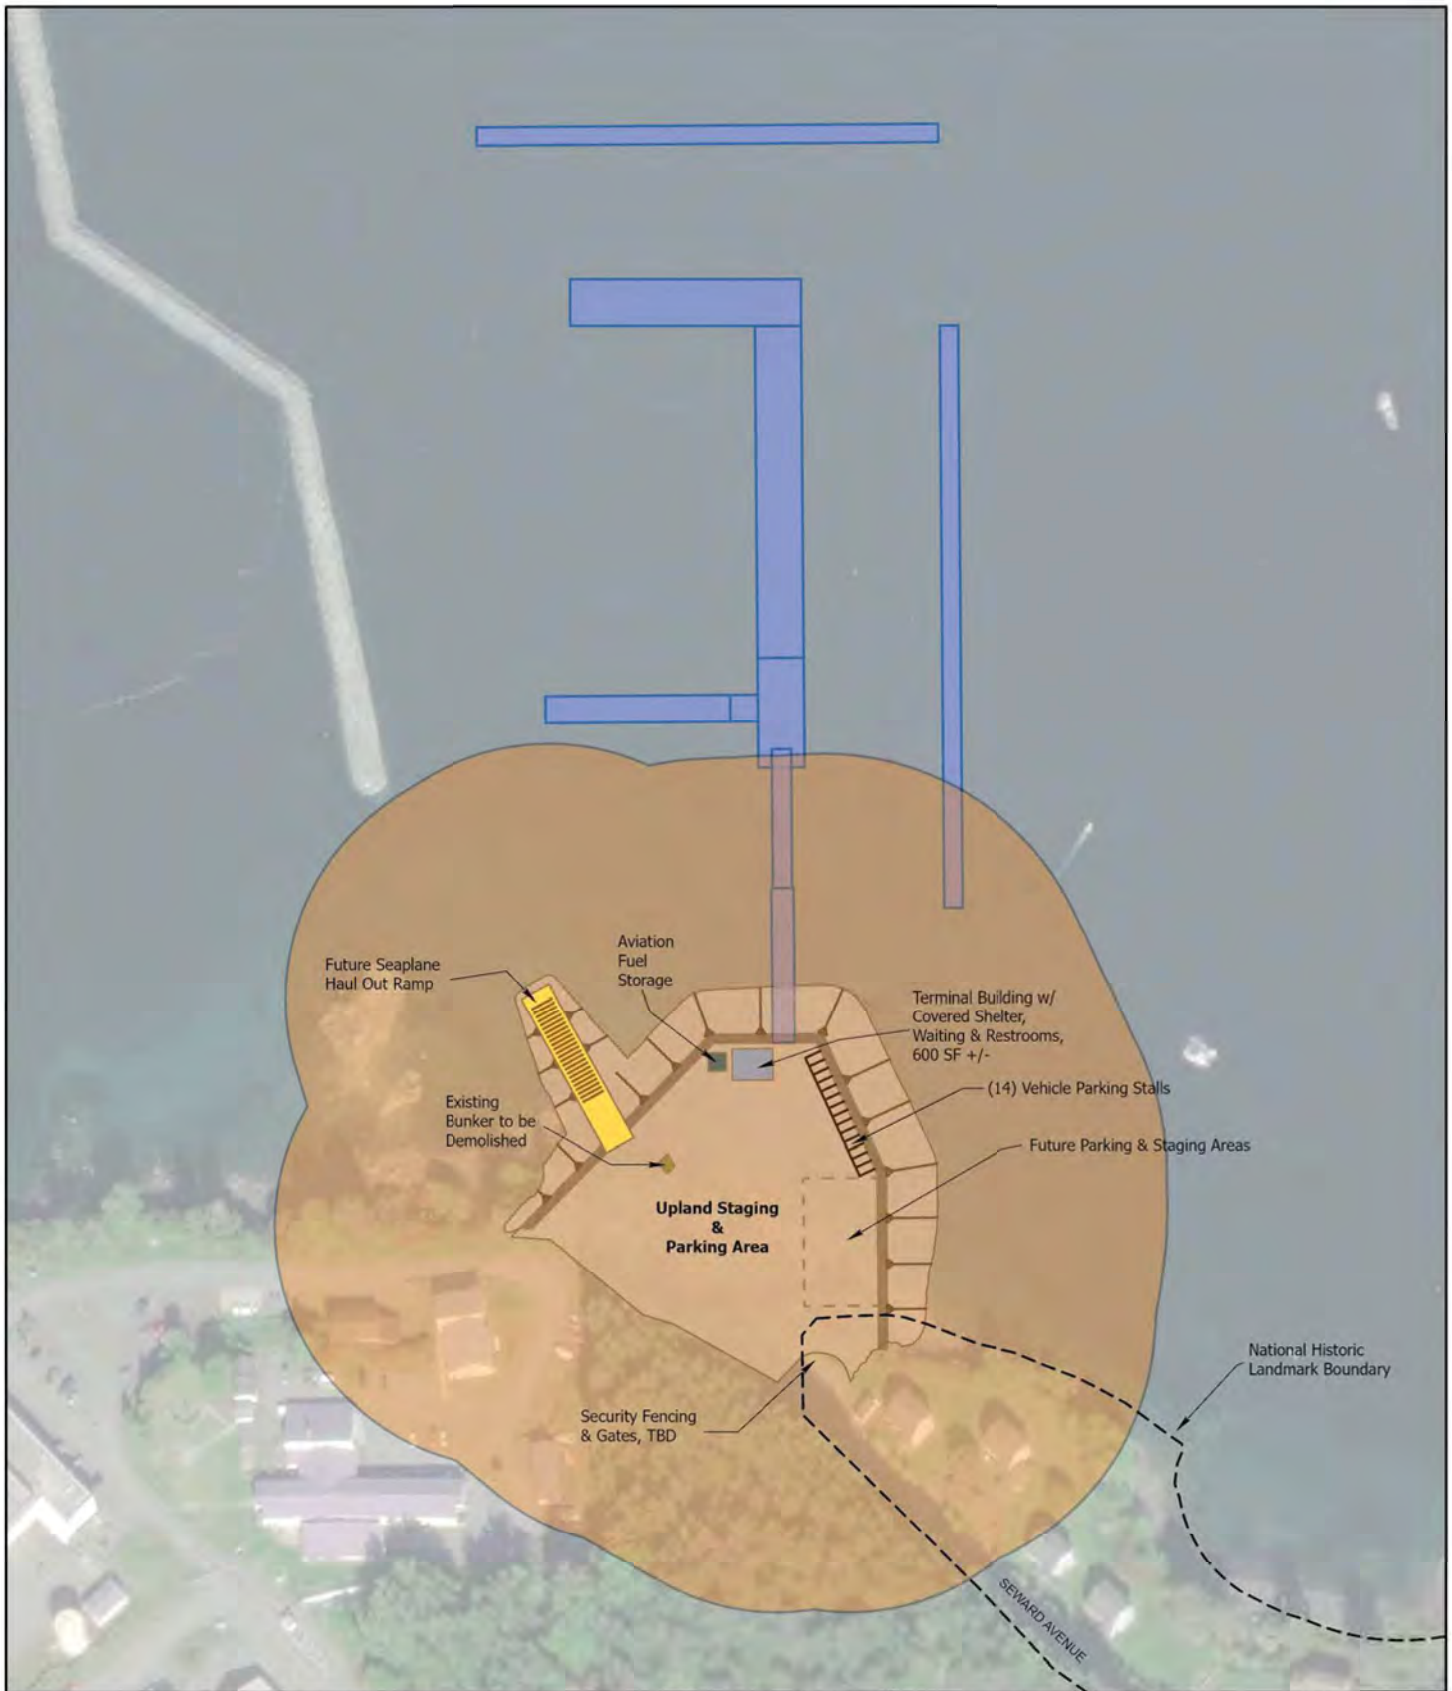 Aviation
Fuel
Storage
Future Seaplane
Haul Out Ramp
Terminal Building w/
Covered Shelter,
Waiting & Restrooms,
600 SF +/-
(14) Vehicle Parking Stalls
Existing
Bunker to be
Demolished
Future Parking & Staging Areas
Upland Staging
&
Parking Area
National Historic
Landmark Boundary
Security Fencing
& Gates, TBD
SEWARD AVENUE